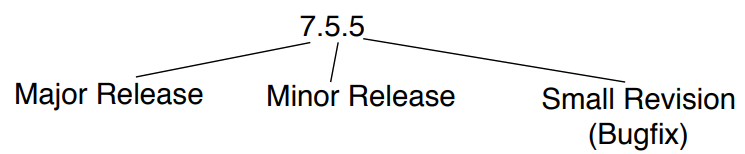 7.5.5
Major Release
Minor Release
Small Revision
(Bugfix)